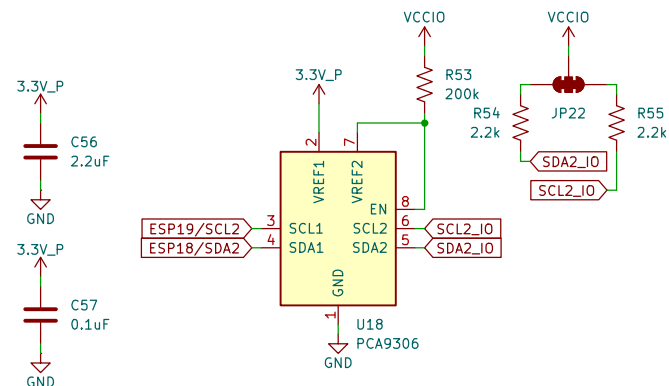 VCCIO
VCCIO
3.3V_P
R53
200k
3.3V_P
C56
2.2uF
GND
R54
2.2k
JP22
R55
2.2k
SDA2_IO
SCL2_IO
2
7
VREF1
VREF2
EN
8
ESP19/SCL2
3
SCL1
SCL2
6
SCL2_IO
ESP18/SDA2
4
SDA1
SDA2
5
SDA2_IO
3.3V_P
C57
0.1uF
GND
GND
1
U18
PCA9306
GND